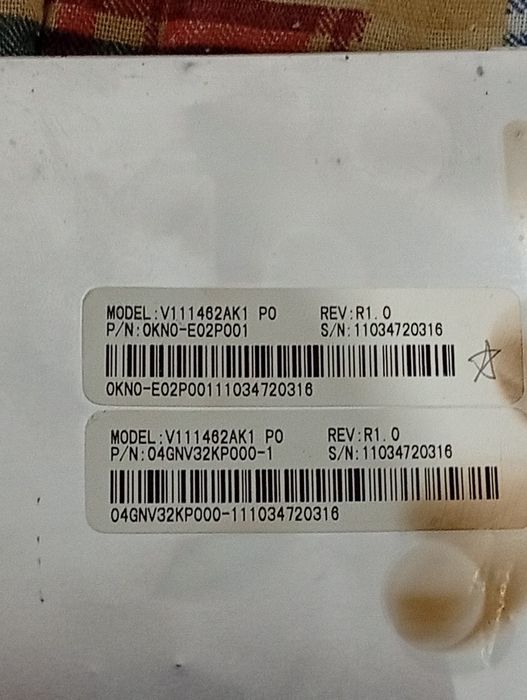 MODEL:V111462AK1 PO REV:R1.0
P/N:0KN0-E02P001 S/N:11034720316
0KN0-E02P00111034720316
MODEL:V111462AK1 PO REV:R1.0
P/N:04GNV32KP000-1 S/N:11034720316
04GNV32KP000-111034720316